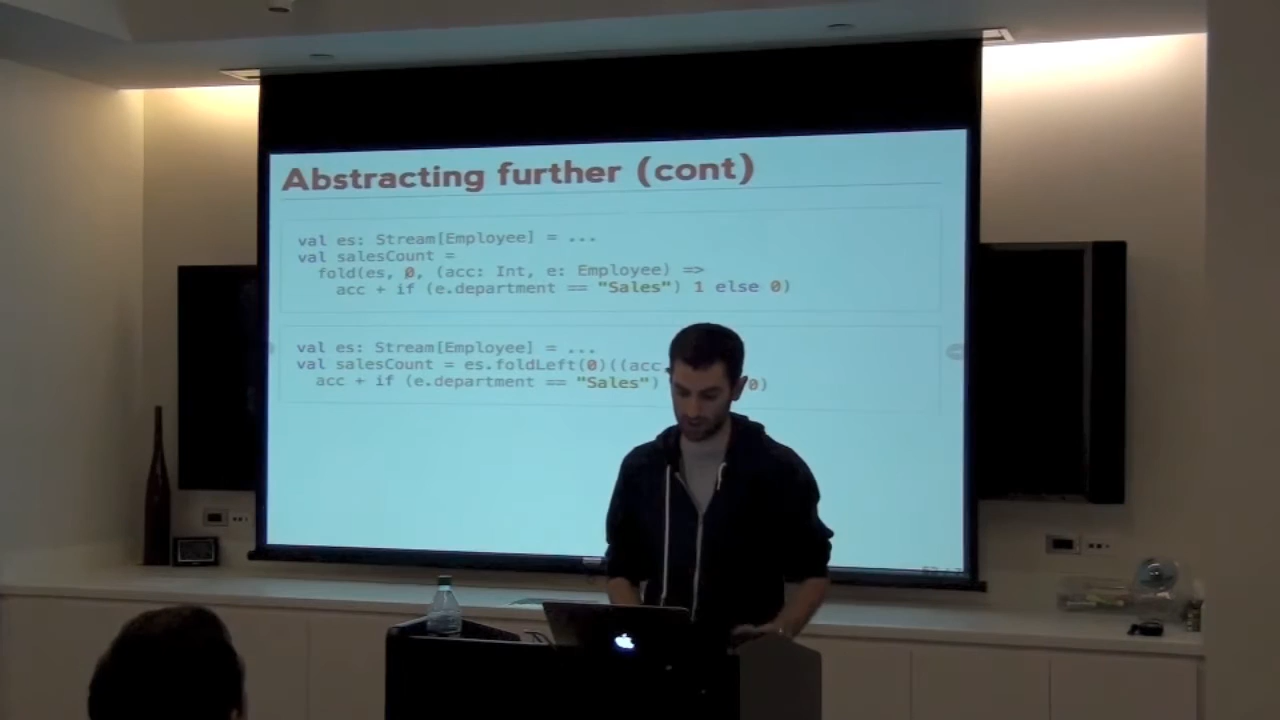 Abstracting further (cont)
val es: Stream[Employee] = ...
val salesCount =
fold(es, 0, (acc: Int, e: Employee) =>
acc + if (e.department == "Sales") 1 else 0)
val es: Stream[Employee] = ...
val salesCount = es.foldLeft(0)((acc
acc + if (e.department == "Sales") 0)